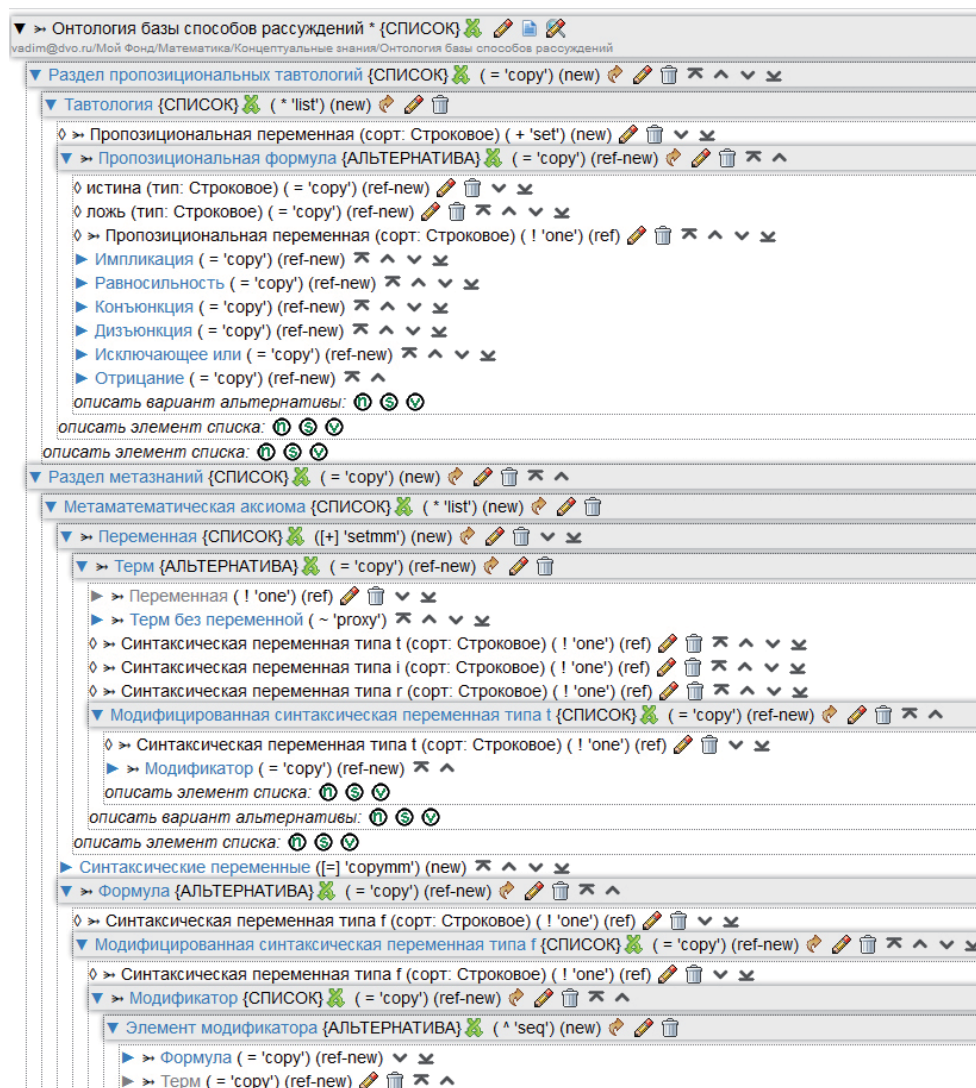 ▼ ➳ Онтология базы способов рассуждений * {СПИСОК}
vadim@dvo.ru/Мой Фонд/Математика/Концептуальные знания/Онтология базы способов рассуждений
▼ Раздел пропозициональных тавтологий {СПИСОК} ( = 'copy') (new)
▼ Тавтология {СПИСОК} ( * 'list') (new)
◊ ➳ Пропозициональная переменная (сорт: Строковое) ( + 'set') (new)
▼ ➳ Пропозициональная формула {АЛЬТЕРНАТИВА} ( = 'copy') (ref-new)
◊ истина (тип: Строковое) ( = 'copy') (ref-new)
◊ ложь (тип: Строковое) ( = 'copy') (ref-new)
◊ ➳ Пропозициональная переменная (сорт: Строковое) ( ! 'one') (ref)
► Импликация ( = 'copy') (ref-new)
► Равносильность ( = 'copy') (ref-new)
► Конъюнкция ( = 'copy') (ref-new)
► Дизъюнкция ( = 'copy') (ref-new)
► Исключающее или ( = 'copy') (ref-new)
► Отрицание ( = 'copy') (ref-new)
описать вариант альтернативы: n s v
описать элемент списка: n s v
описать элемент списка: n s v
▼ Раздел метазнаний {СПИСОК} ( = 'copy') (new)
▼ Метаматематическая аксиома {СПИСОК} ( * 'list') (new)
▼ ➳ Переменная {СПИСОК} ([+] 'setmm') (new)
▼ ➳ Терм {АЛЬТЕРНАТИВА} ( = 'copy') (ref-new)
► ➳ Переменная ( ! 'one') (ref)
► ➳ Терм без переменной ( ~ 'proxy')
◊ ➳ Синтаксическая переменная типа t (сорт: Строковое) ( ! 'one') (ref)
◊ ➳ Синтаксическая переменная типа i (сорт: Строковое) ( ! 'one') (ref)
◊ ➳ Синтаксическая переменная типа r (сорт: Строковое) ( ! 'one') (ref)
▼ Модифицированная синтаксическая переменная типа t {СПИСОК} ( = 'copy') (ref-new)
◊ ➳ Синтаксическая переменная типа t (сорт: Строковое) ( ! 'one') (ref)
► ➳ Модификатор ( = 'copy') (ref-new)
описать элемент списка: n s v
описать вариант альтернативы: n s v
описать элемент списка: n s v
► Синтаксические переменные ([=] 'copymm') (new)
▼ ➳ Формула {АЛЬТЕРНАТИВА} ( = 'copy') (ref-new)
◊ ➳ Синтаксическая переменная типа f (сорт: Строковое) ( ! 'one') (ref)
▼ Модифицированная синтаксическая переменная типа f {СПИСОК} ( = 'copy') (ref-new)
◊ ➳ Синтаксическая переменная типа f (сорт: Строковое) ( ! 'one') (ref)
▼ ➳ Модификатор {СПИСОК} ( = 'copy') (ref-new)
▼ Элемент модификатора {АЛЬТЕРНАТИВА} ( ^ 'seq') (new)
► ➳ Формула ( = 'copy') (ref-new)
► ➳ Терм ( = 'copy') (ref-new)